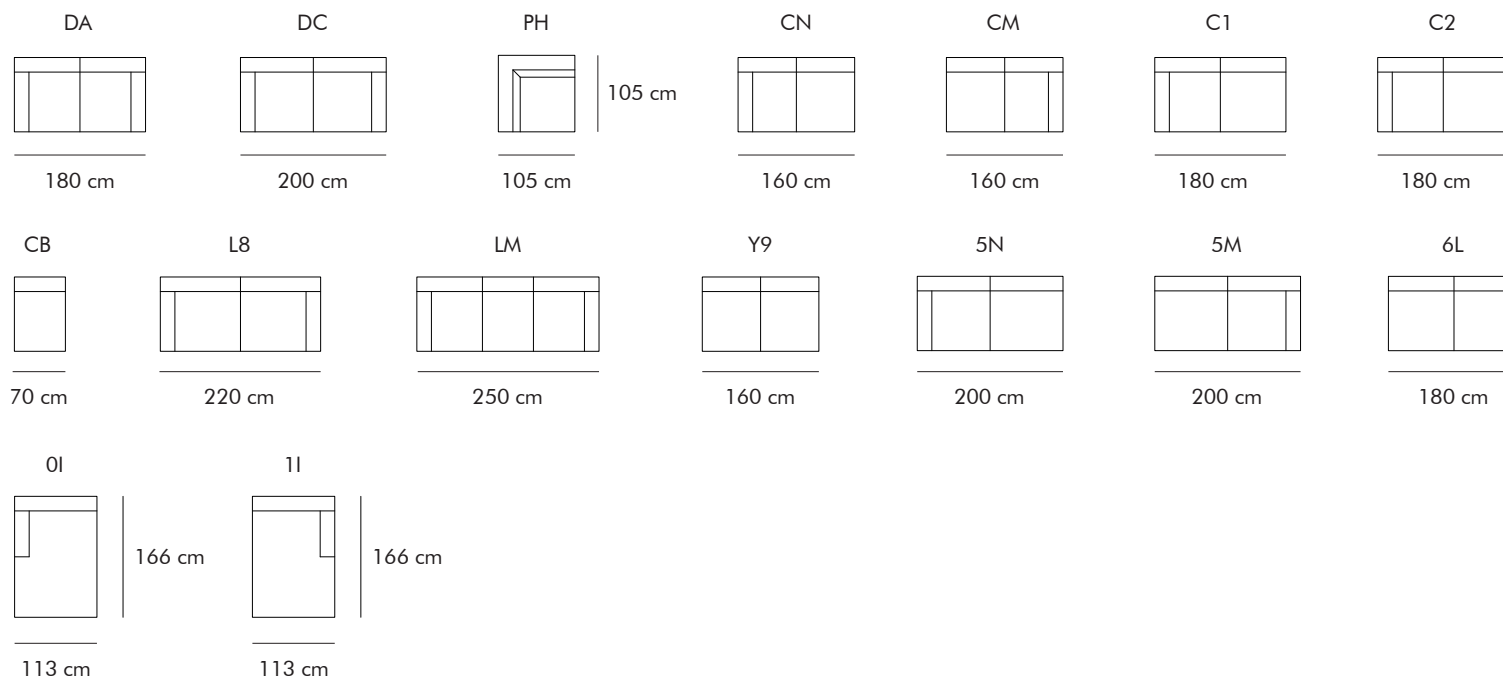 DA DC PH CN CM C1 C2
105 cm
180 cm 200 cm 105 cm 160 cm 160 cm 180 cm 180 cm
CB L8 LM Y9 5N 5M 6L
70 cm 220 cm 250 cm 160 cm 200 cm 200 cm 180 cm
0I 1I
166 cm 166 cm
113 cm 113 cm